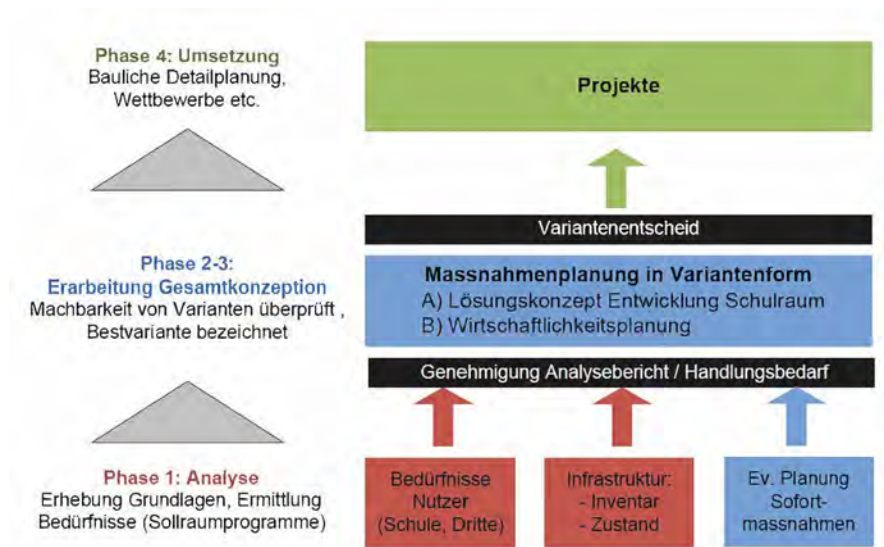 Phase 4: Umsetzung
Bauliche Detailplanung,
Wettbewerbe etc.
Projekte
Variantenentscheid
Phase 2-3:
Erarbeitung Gesamtkonzeption
Machbarkeit von Varianten überprüft ,
Bestvariante bezeichnet
Massnahmenplanung in Variantenform
A) Lösungskonzept Entwicklung Schulraum
B) Wirtschaftlichkeitsplanung
Genehmigung Analysebericht / Handlungsbedarf
Phase 1: Analyse
Erhebung Grundlagen, Ermittlung
Bedürfnisse (Sollraumprogramme)
Bedürfnisse
Nutzer
(Schule, Dritte)
Infrastruktur:
- Inventar
- Zustand
Ev. Planung
Sofort-
massnahmen